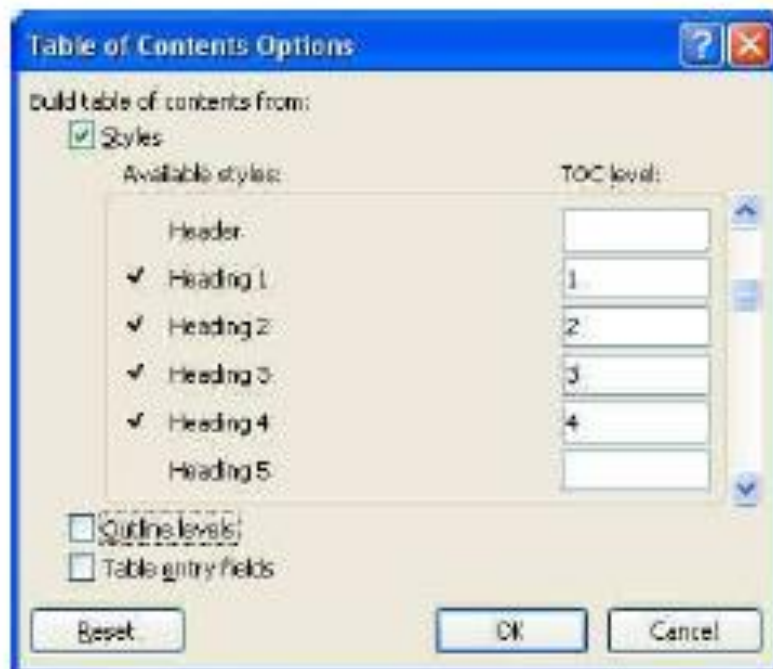 Table of Contents Options
Build table of contents from:
Styles
Available styles: TOC level:
Header
Heading 1 1
Heading 2 2
Heading 3 3
Heading 4 4
Heading 5
Outline levels
Table entry fields
Reset OK Cancel